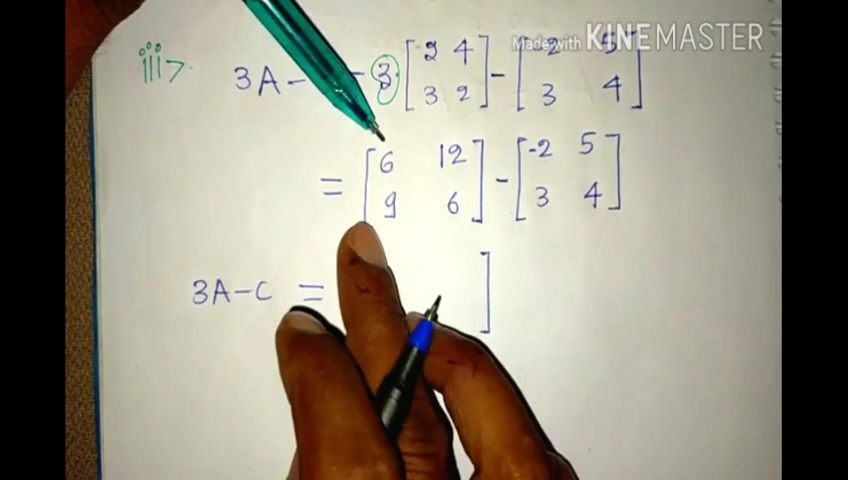 Made with KINEMASTER
iii> 3A - = 3 [2 4] - [-2 5]
[3 2] [3 4]
= [6 12] - [-2 5]
[9 6] [3 4]
3A-C = ]